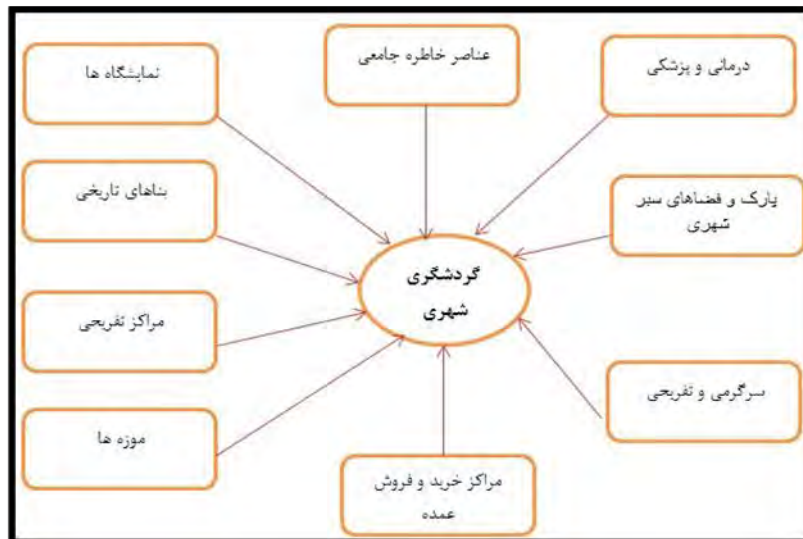 عناصر خاطره جامعی
درمانی و پزشکی
نمایشگاه ها
بناهای تاریخی
پارک و فضاهای سبر
شهری
گردشگری
شهری
مراکز تفریحی
سرگرمی و تفریحی
موزه ها
مراکز خرید و فروش
عمده